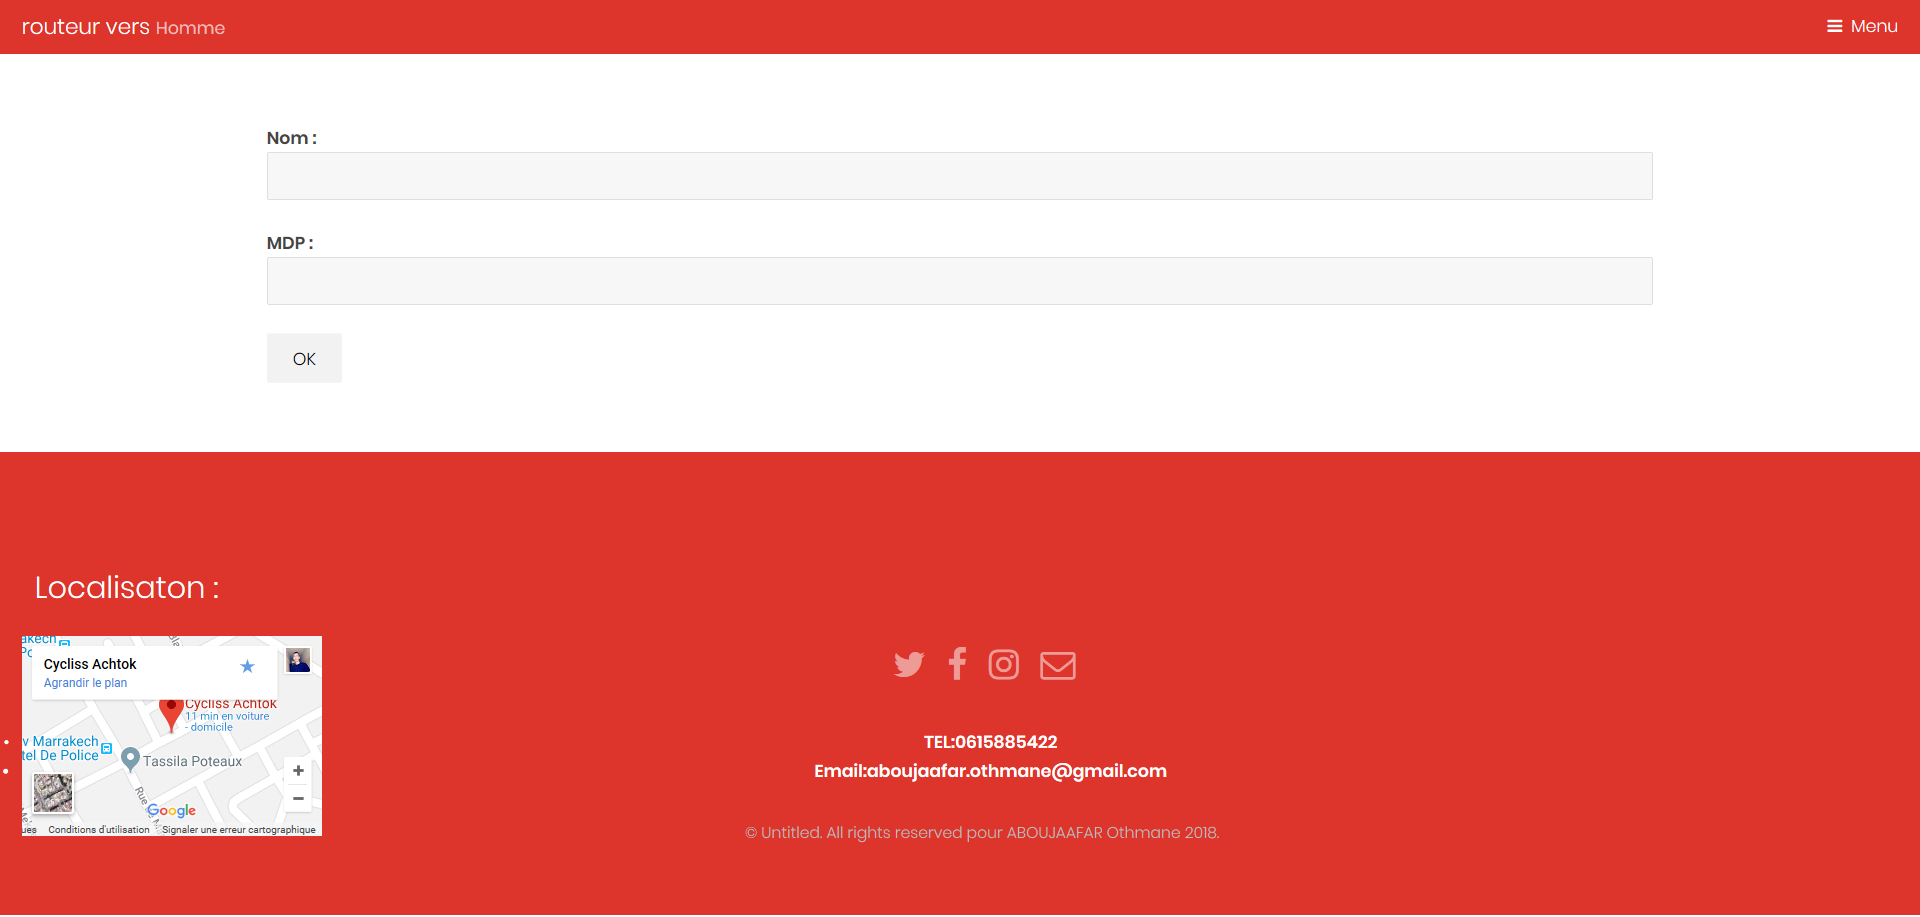 routeur vers Homme
Menu
Nom :
MDP :
OK
Localisaton :
akech
Cycliss Achtok
Agrandir le plan
Cycliss Achtok
11 min en voiture
- domicile
v Marrakech
tel De Police
Tassila Poteaux
Google
ues Conditions d'utilisation Signaler une erreur cartographique
TEL:0615885422
Email:aboujaafar.othmane@gmail.com
© Untitled. All rights reserved pour ABOUJAAFAR Othmane 2018.